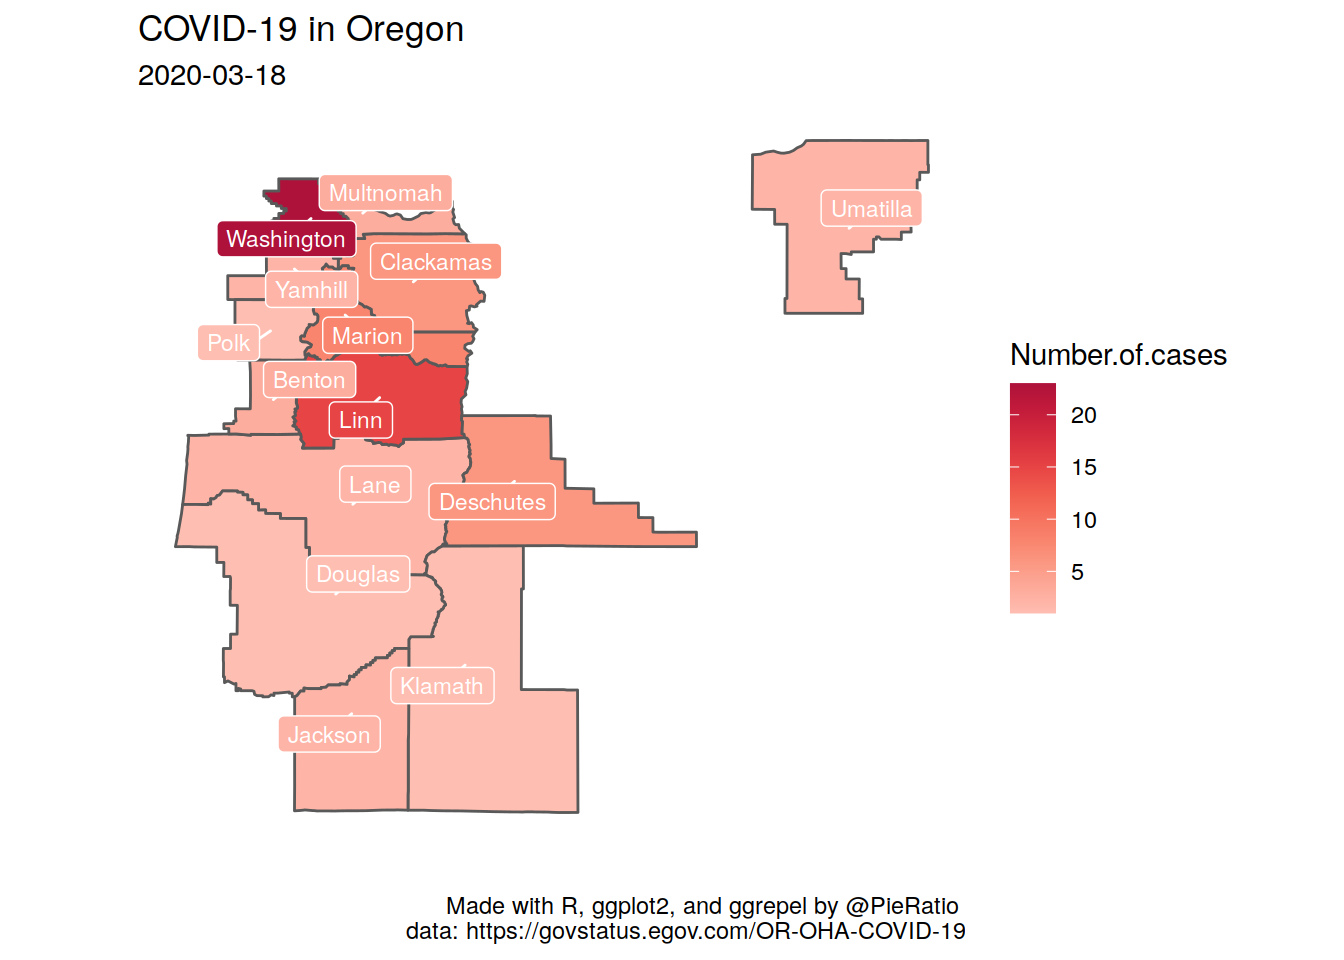 COVID-19 in Oregon
2020-03-18
Multnomah
Umatilla
Washington
Clackamas
Yamhill
Marion
Polk
Benton
Linn
Lane
Deschutes
Douglas
Klamath
Jackson
Number.of.cases
20
15
10
5
Made with R, ggplot2, and ggrepel by @PieRatio
data: https://govstatus.egov.com/OR-OHA-COVID-19